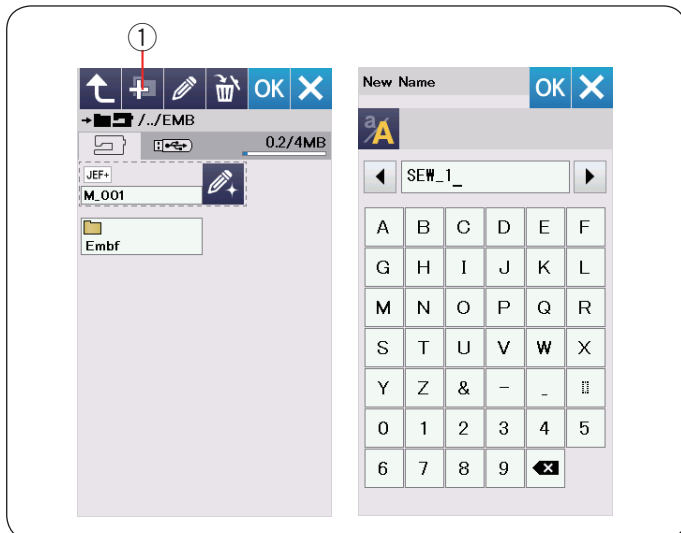 ①
OK
/../EMB
0.2/4MB
JEF+
M_001
Embf
New Name
OK
a/A
SEW_1_
A B C D E F
G H I J K L
M N O P Q R
S T U V W X
Y Z & - _
0 1 2 3 4 5
6 7 8 9